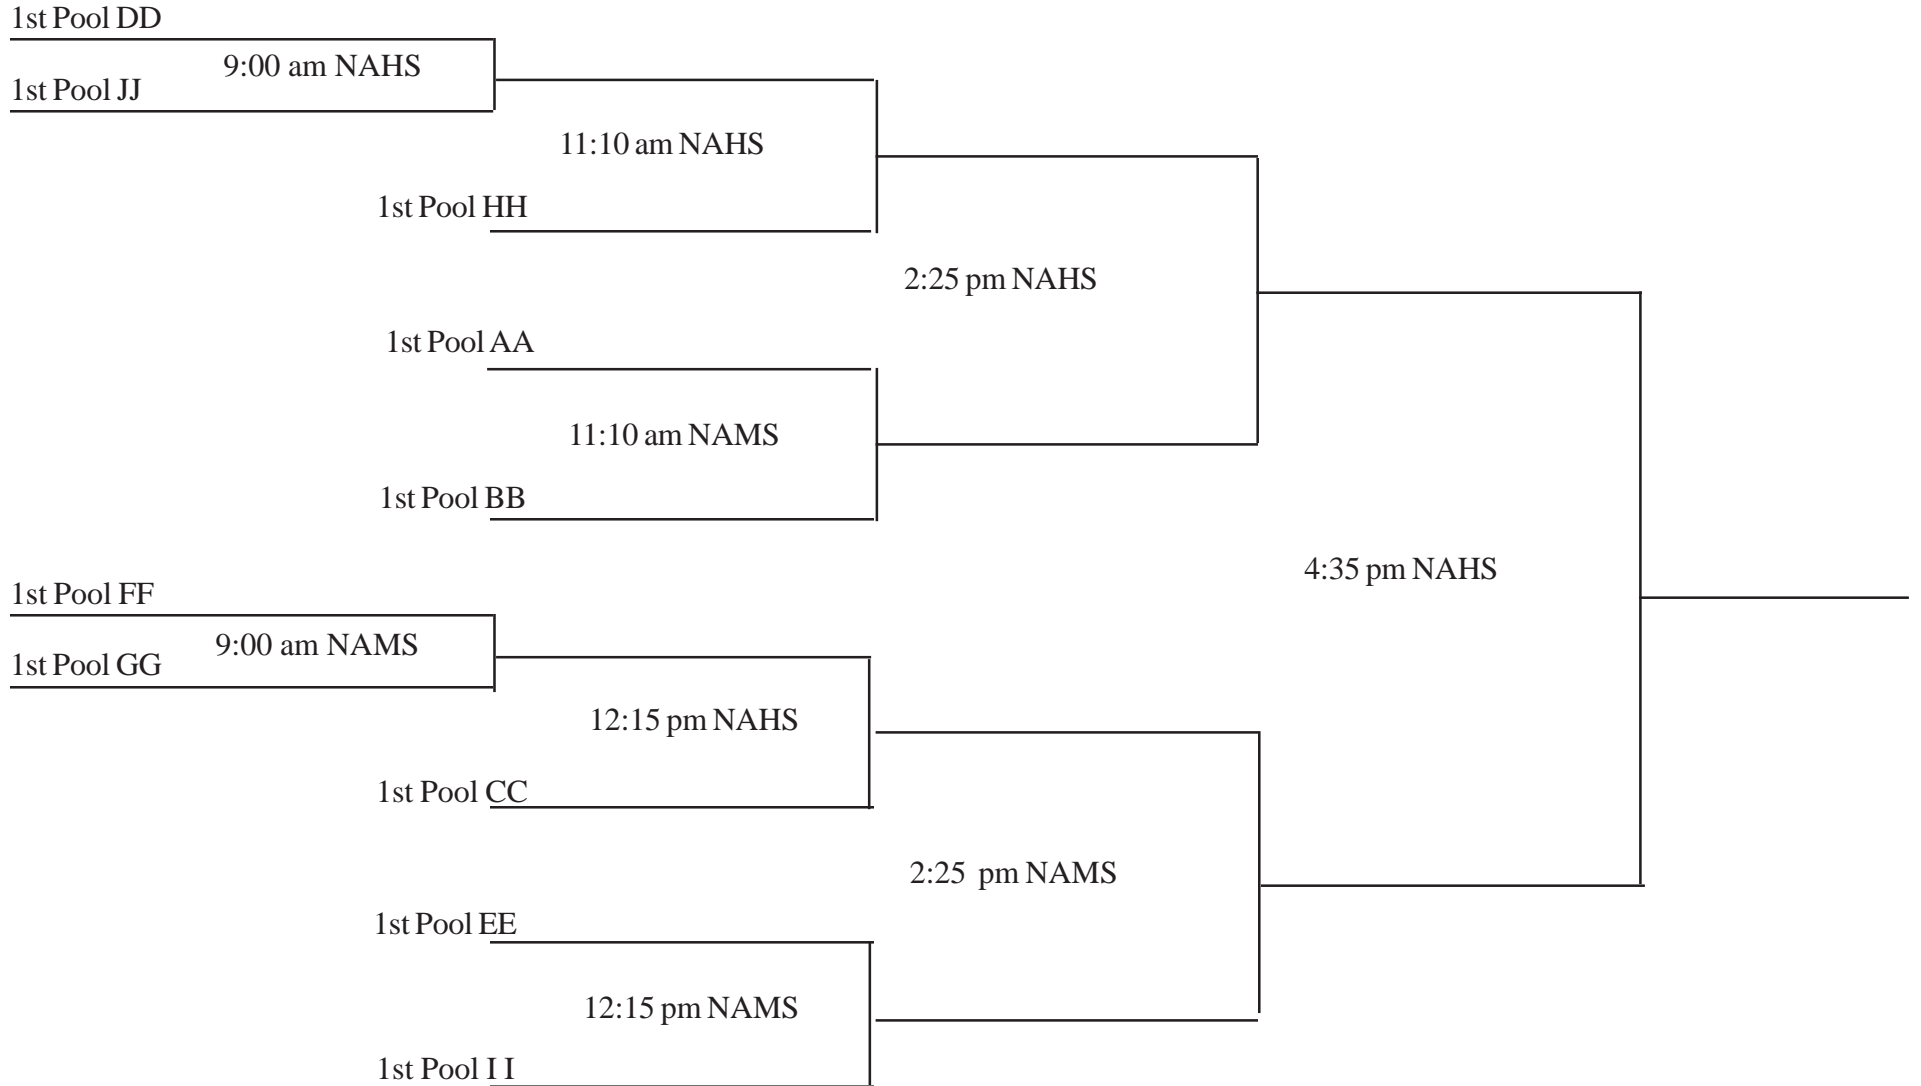 1st Pool DD
9:00 am NAHS
1st Pool JJ
11:10 am NAHS
1st Pool HH
2:25 pm NAHS
1st Pool AA
11:10 am NAMS
1st Pool BB
4:35 pm NAHS
1st Pool FF
9:00 am NAMS
1st Pool GG
12:15 pm NAHS
1st Pool CC
2:25 pm NAMS
1st Pool EE
12:15 pm NAMS
1st Pool I I